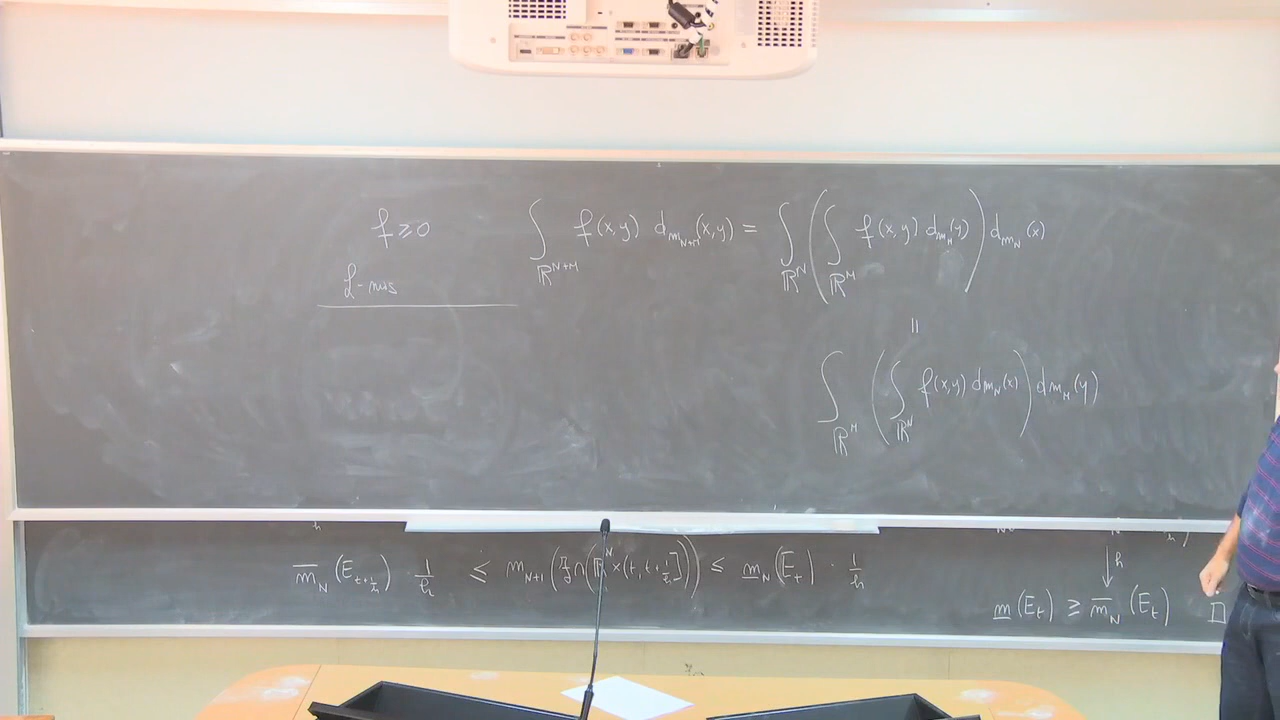 f ≥ 0 ∫_{ℝ^{N+M}} f(x,y) dm_{N+M}(x,y) = ∫_{ℝ^N} ( ∫_{ℝ^M} f(x,y) dm_M(y) ) dm_N(x)
L-mis
||
∫_{ℝ^M} ( ∫_{ℝ^N} f(x,y) dm_N(x) ) dm_M(y)
m̅_N (E_{t+1/h}) · 1/h ≤ m_{N+1} ( ∩ (ℝ^N × (t, t+1/h]) ) ≤ m̲_N (E_t) · 1/h
↓ h
m̲ (E_t) ≥ m̅_N (E_t) □